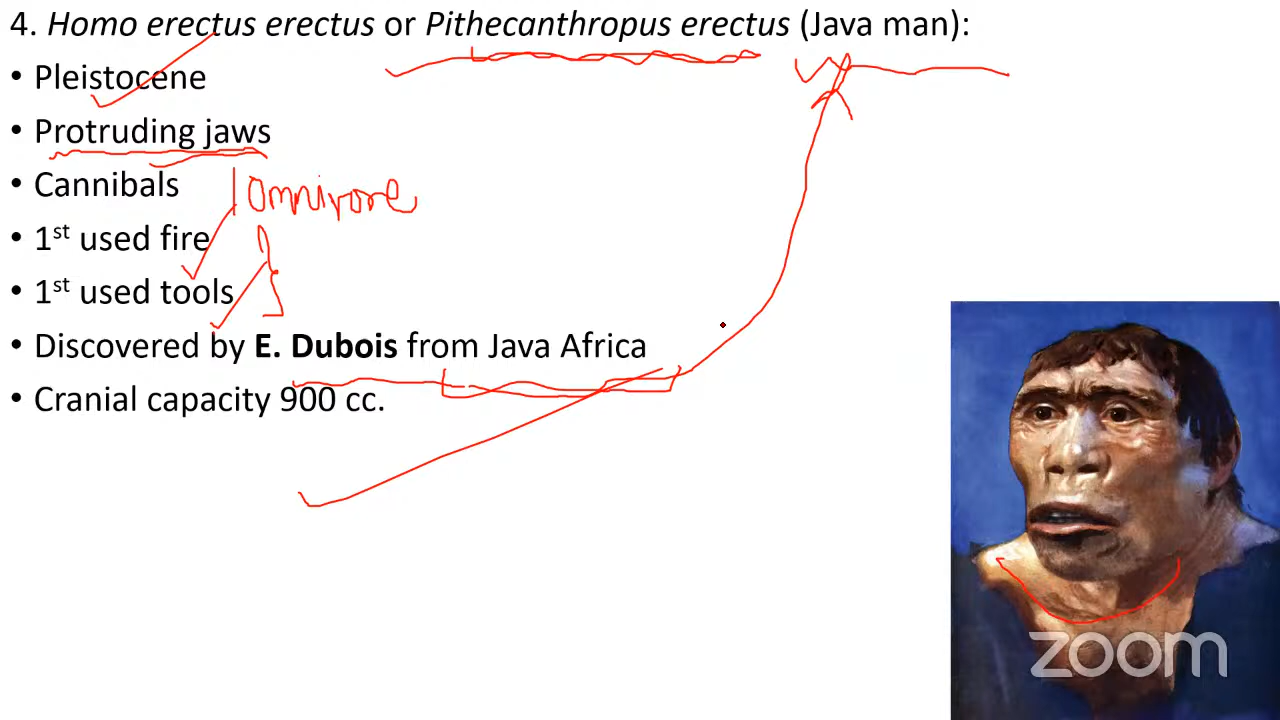 4. Homo erectus erectus or Pithecanthropus erectus (Java man):
• Pleistocene
• Protruding jaws
• Cannibals
Omnivore
• 1st used fire
• 1st used tools
• Discovered by E. Dubois from Java Africa
• Cranial capacity 900 cc.
zoom